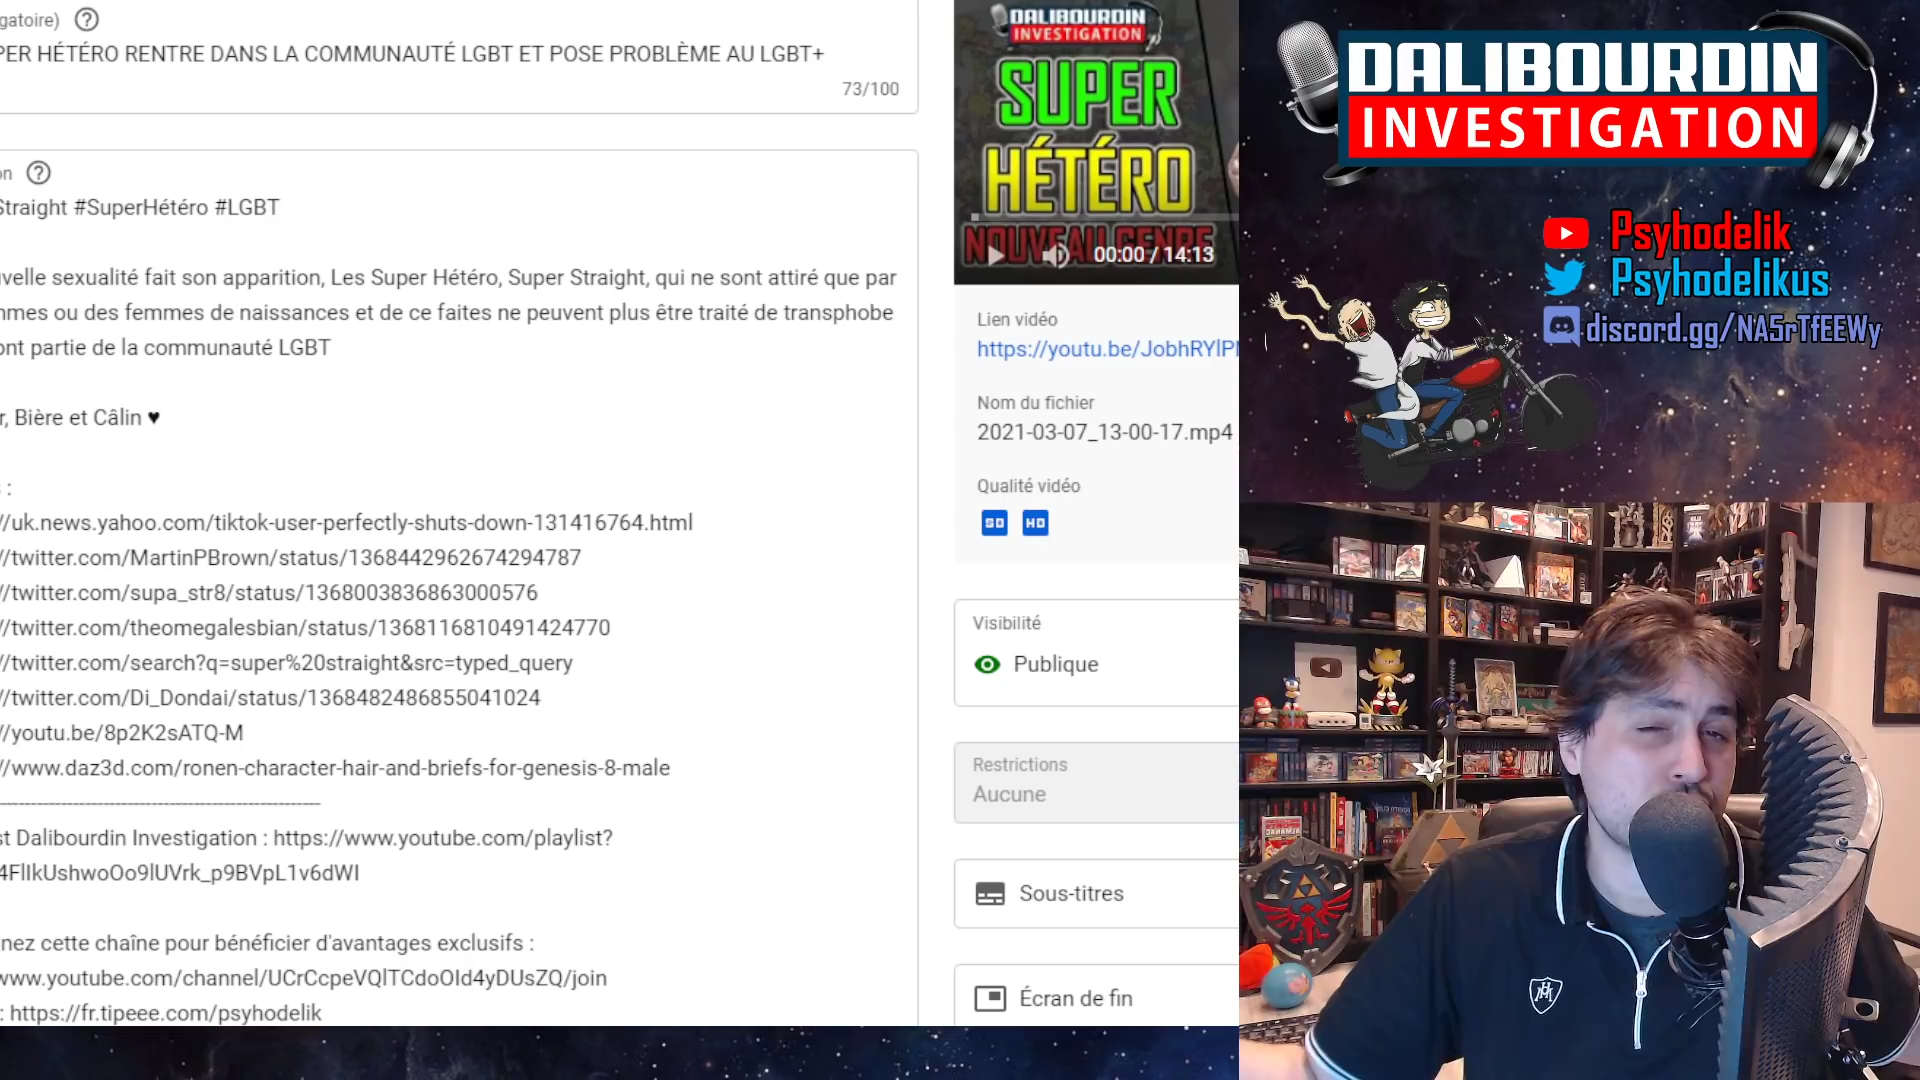 gatoire)
PER HÉTÉRO RENTRE DANS LA COMMUNAUTÉ LGBT ET POSE PROBLÈME AU LGBT+
73/100
on
Straight #SuperHétéro #LGBT
uvelle sexualité fait son apparition, Les Super Hétéro, Super Straight, qui ne sont attiré que par
mmes ou des femmes de naissances et de ce faites ne peuvent plus être traité de transphobe
ont partie de la communauté LGBT
r, Bière et Câlin ♥
:
//uk.news.yahoo.com/tiktok-user-perfectly-shuts-down-131416764.html
//twitter.com/MartinPBrown/status/1368442962674294787
//twitter.com/supa_str8/status/1368003836863000576
//twitter.com/theomegalesbian/status/1368116810491424770
//twitter.com/search?q=super%20straight&src=typed_query
//twitter.com/Di_Dondai/status/1368482486855041024
//youtu.be/8p2K2sATQ-M
//www.daz3d.com/ronen-character-hair-and-briefs-for-genesis-8-male
st Dalibourdin Investigation : https://www.youtube.com/playlist?
4FlIkUshwoOo9lUVrk_p9BVpL1v6dWI
nez cette chaîne pour bénéficier d'avantages exclusifs :
www.youtube.com/channel/UCrCcpeVQlTCdoOId4yDUsZQ/join
: https://fr.tipeee.com/psyhodelik
DALIBOURDIN
INVESTIGATION
SUPER
HÉTÉRO
NOUVEAU GENRE
00:00 / 14:13
Lien vidéo
https://youtu.be/JobhRYlP
Nom du fichier
2021-03-07_13-00-17.mp4
Qualité vidéo
SD HD
Visibilité
Publique
Restrictions
Aucune
Sous-titres
Écran de fin
DALIBOURDIN
INVESTIGATION
Psyhodelik
Psyhodelikus
discord.gg/NA5rTfEEWy